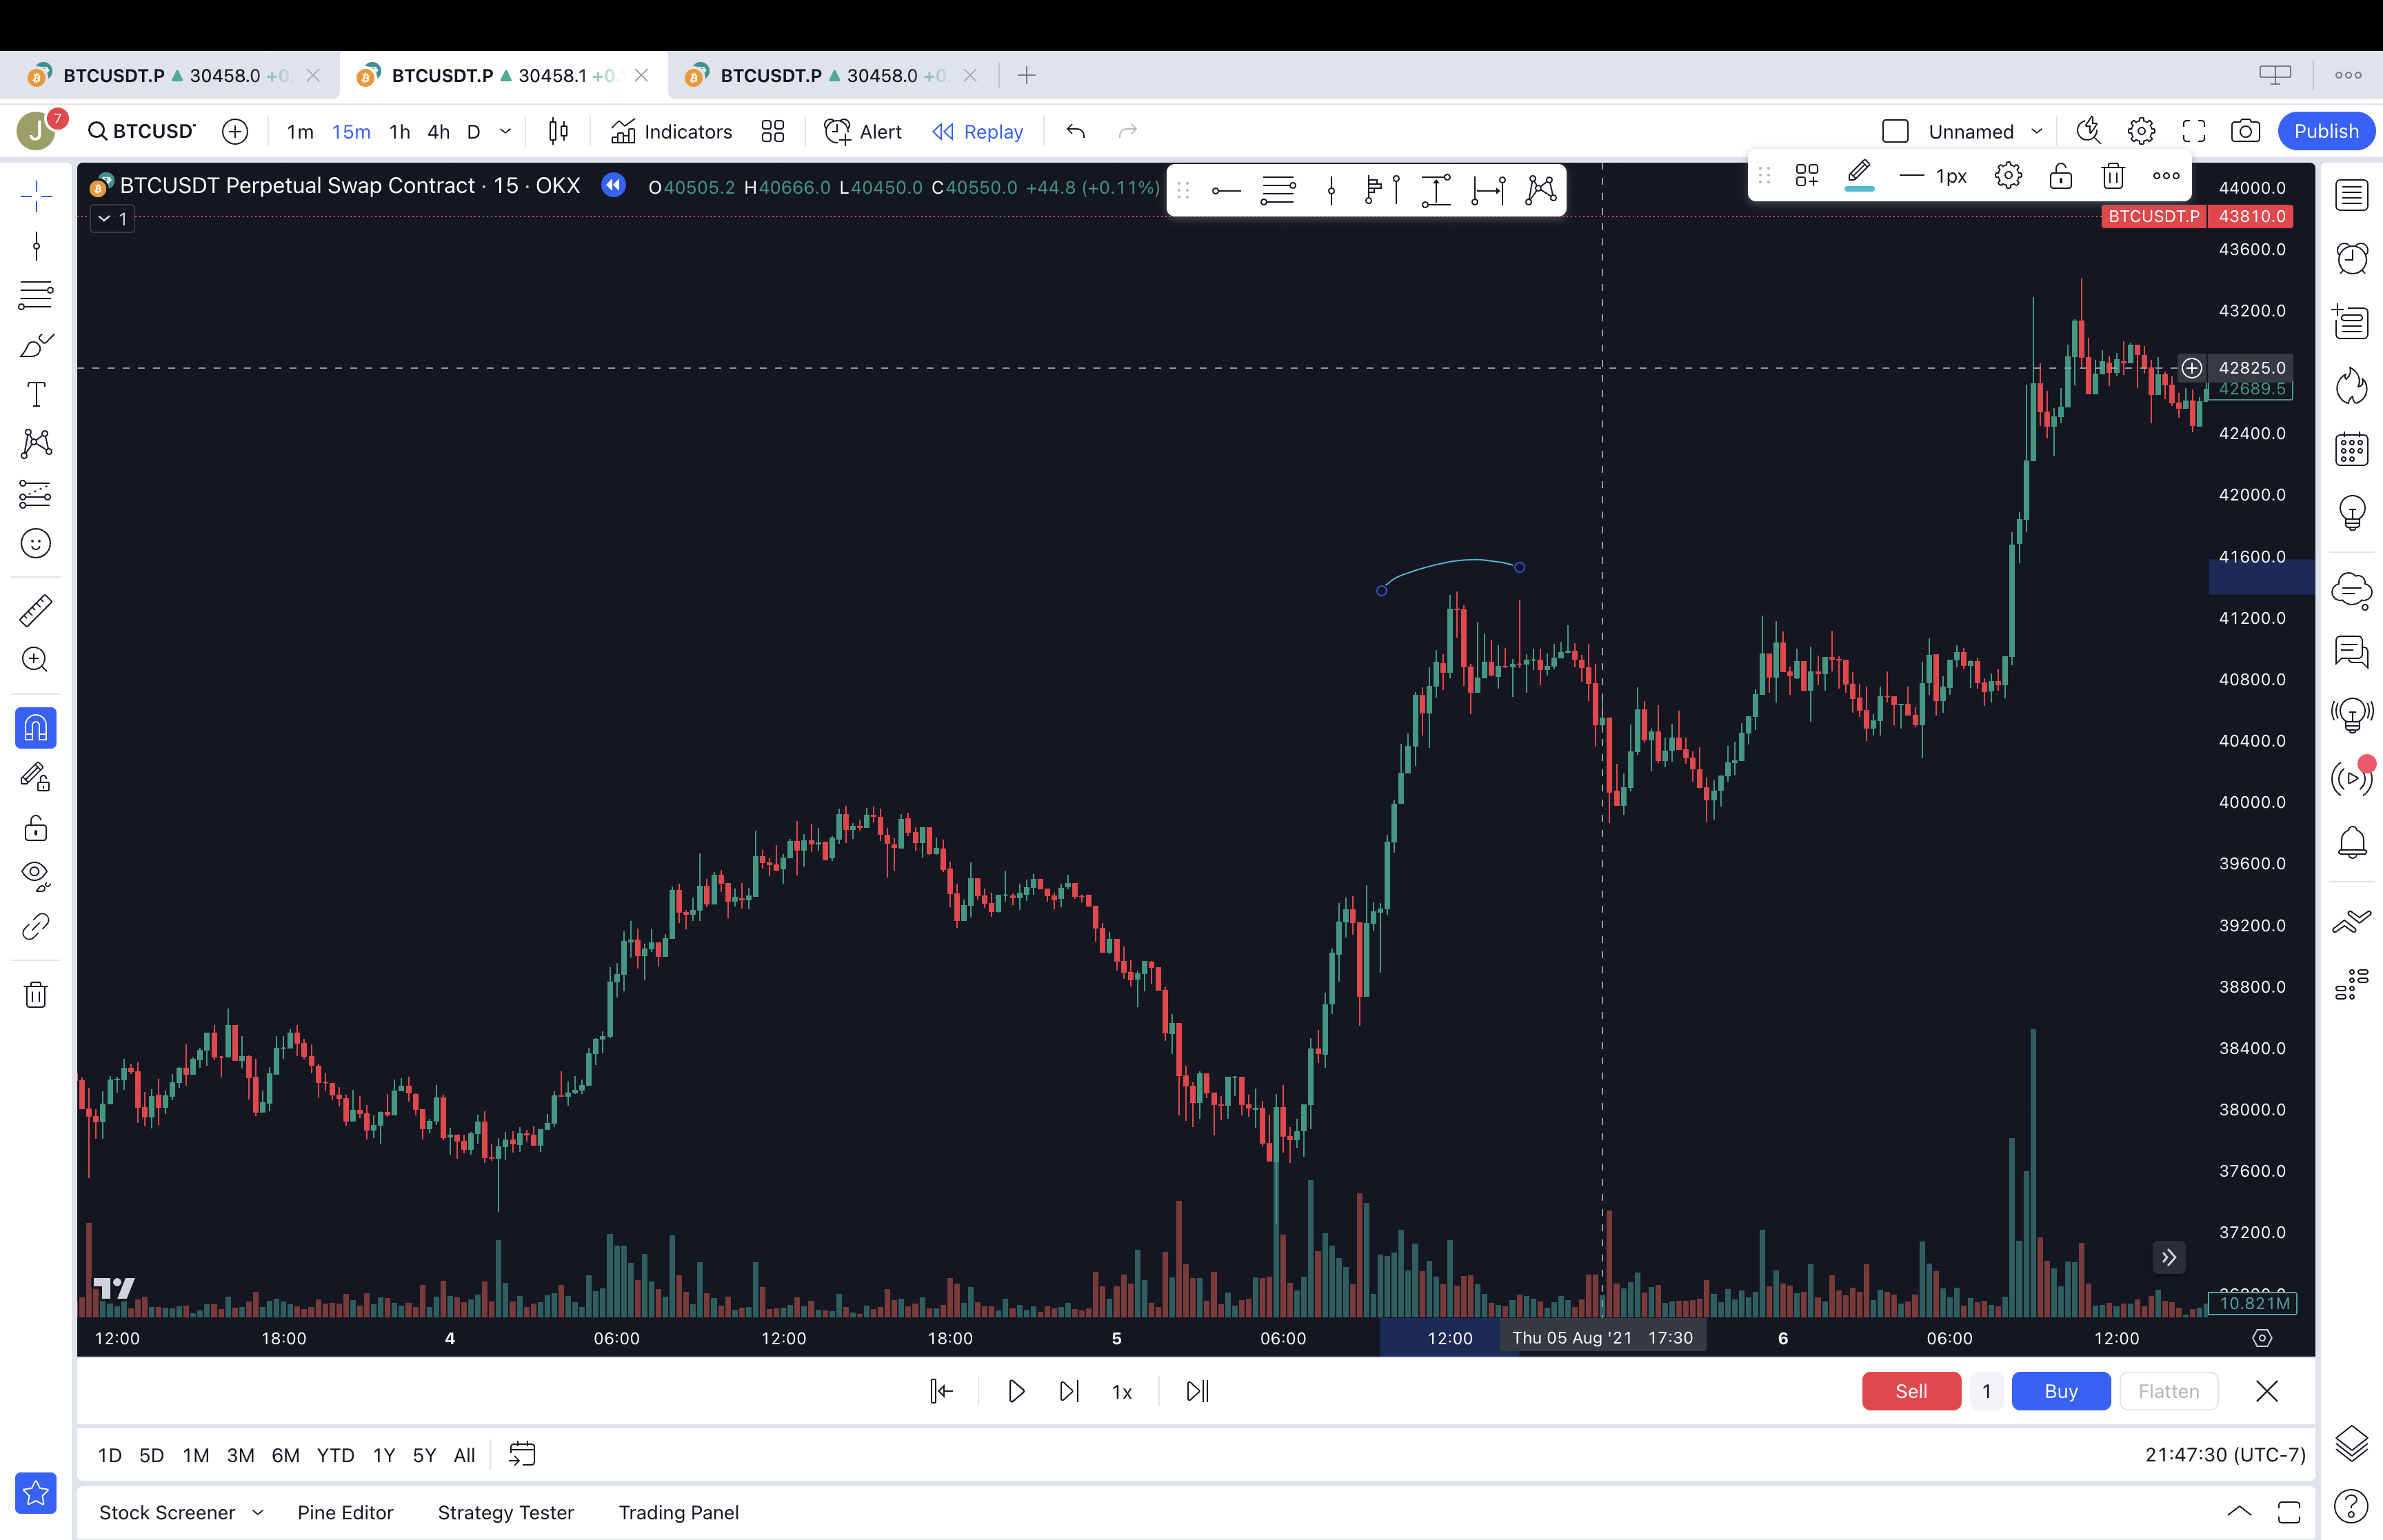 BTCUSDT.P 30458.0 +0. BTCUSDT.P 30458.1 +0. BTCUSDT.P 30458.0 +0
J 7 BTCUSD 1m 15m 1h 4h D Indicators Alert Replay Unnamed Publish
BTCUSDT Perpetual Swap Contract · 15 · OKX O40505.2 H40666.0 L40450.0 C40550.0 +44.8 (+0.11%) 1px
1
44000.0
BTCUSDT.P 43810.0
43600.0
43200.0
42825.0
42689.5
42400.0
42000.0
41600.0
41200.0
40800.0
40400.0
40000.0
39600.0
39200.0
38800.0
38400.0
38000.0
37600.0
37200.0
10.821M
12:00 18:00 4 06:00 12:00 18:00 5 06:00 12:00 Thu 05 Aug '21 17:30 6 06:00 12:00
1x Sell 1 Buy Flatten
1D 5D 1M 3M 6M YTD 1Y 5Y All 21:47:30 (UTC-7)
Stock Screener Pine Editor Strategy Tester Trading Panel